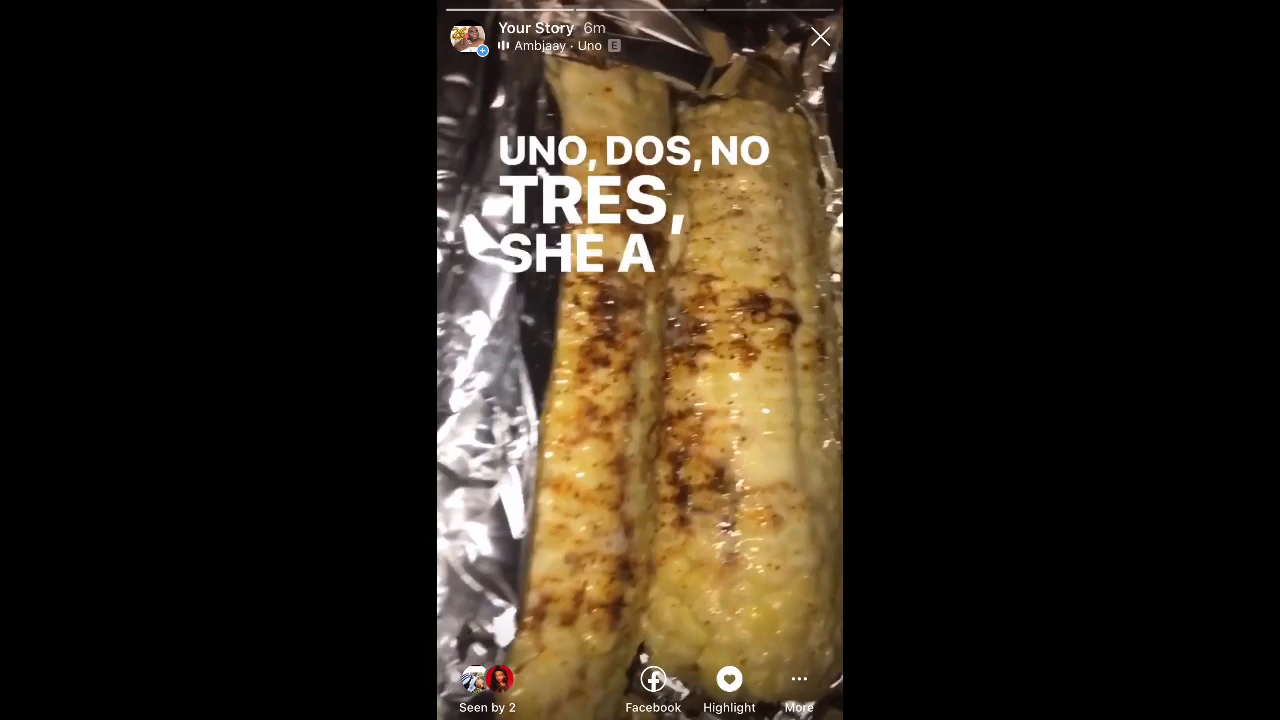 Your Story 6m
Ambjaay · Uno E
UNO, DOS, NO
TRES,
SHE A
Seen by 2
Facebook
Highlight
More